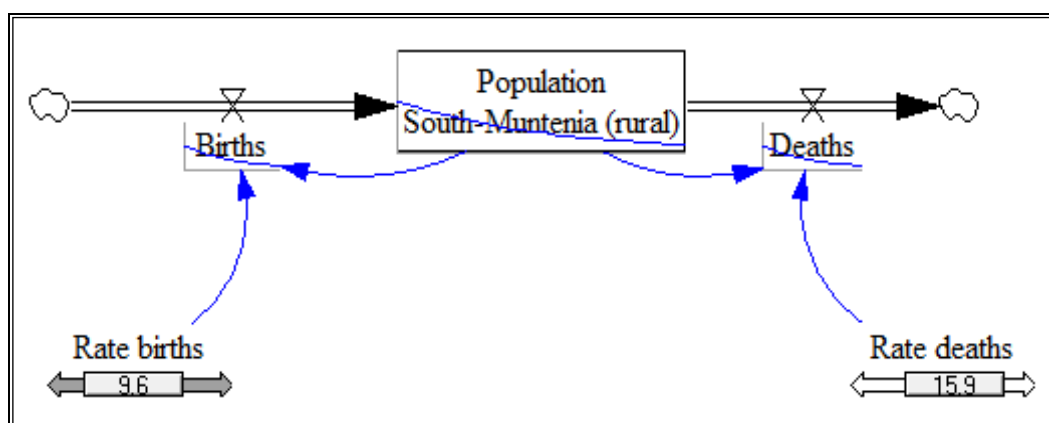 Population
South-Muntenia (rural)
Births
Deaths
Rate births
Rate deaths
9.6
15.9